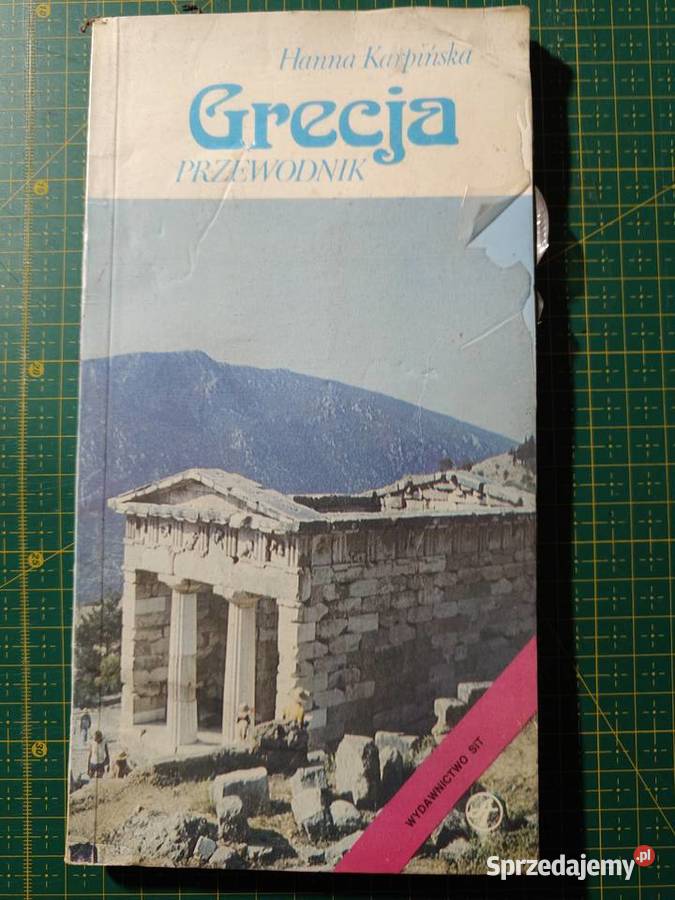 Hanna Karpińska
Grecja
PRZEWODNIK
WYDAWNICTWO SiT
Sprzedajemy.pl